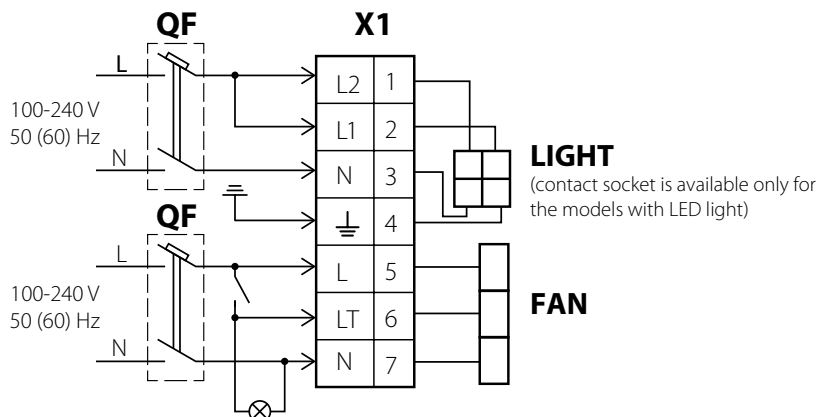 QF
X1
L
100-240 V
50 (60) Hz
N
L2 1
L1 2
N 3
4
L 5
LT 6
N 7
LIGHT
(contact socket is available only for
the models with LED light)
FAN
QF
L
100-240 V
50 (60) Hz
N